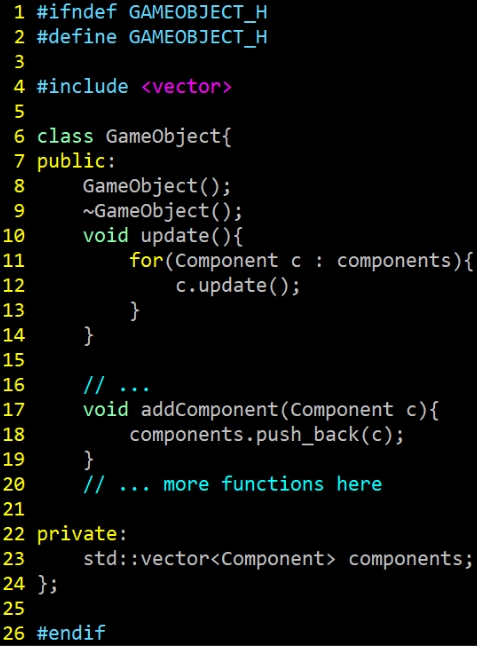 1 #ifndef GAMEOBJECT_H
2 #define GAMEOBJECT_H
3
4 #include <vector>
5
6 class GameObject{
7 public:
8     GameObject();
9     ~GameObject();
10     void update(){
11         for(Component c : components){
12             c.update();
13         }
14     }
15
16     // ...
17     void addComponent(Component c){
18         components.push_back(c);
19     }
20     // ... more functions here
21
22 private:
23     std::vector<Component> components;
24 };
25
26 #endif